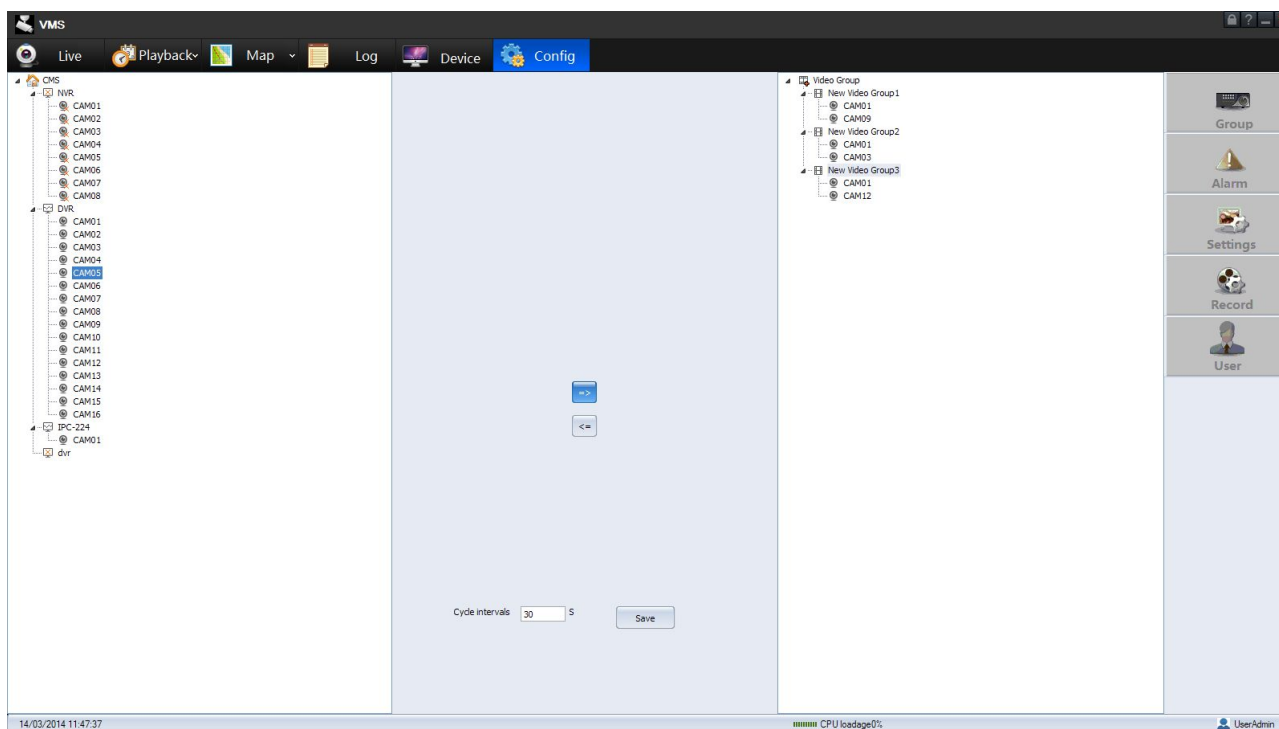 VMS
?
Live Playback Map Log Device Config
CMS
NVR
CAM01
CAM02
CAM03
CAM04
CAM05
CAM06
CAM07
CAM08
DVR
CAM01
CAM02
CAM03
CAM04
CAM05
CAM06
CAM07
CAM08
CAM09
CAM10
CAM11
CAM12
CAM13
CAM14
CAM15
CAM16
IPC-224
CAM01
dvr
=>
<=
Cycle intervals 30 S
Save
Video Group
New Video Group1
CAM01
CAM09
New Video Group2
CAM01
CAM03
New Video Group3
CAM01
CAM12
Group
Alarm
Settings
Record
User
14/03/2014 11:47:37 CPU loadage0% UserAdmin